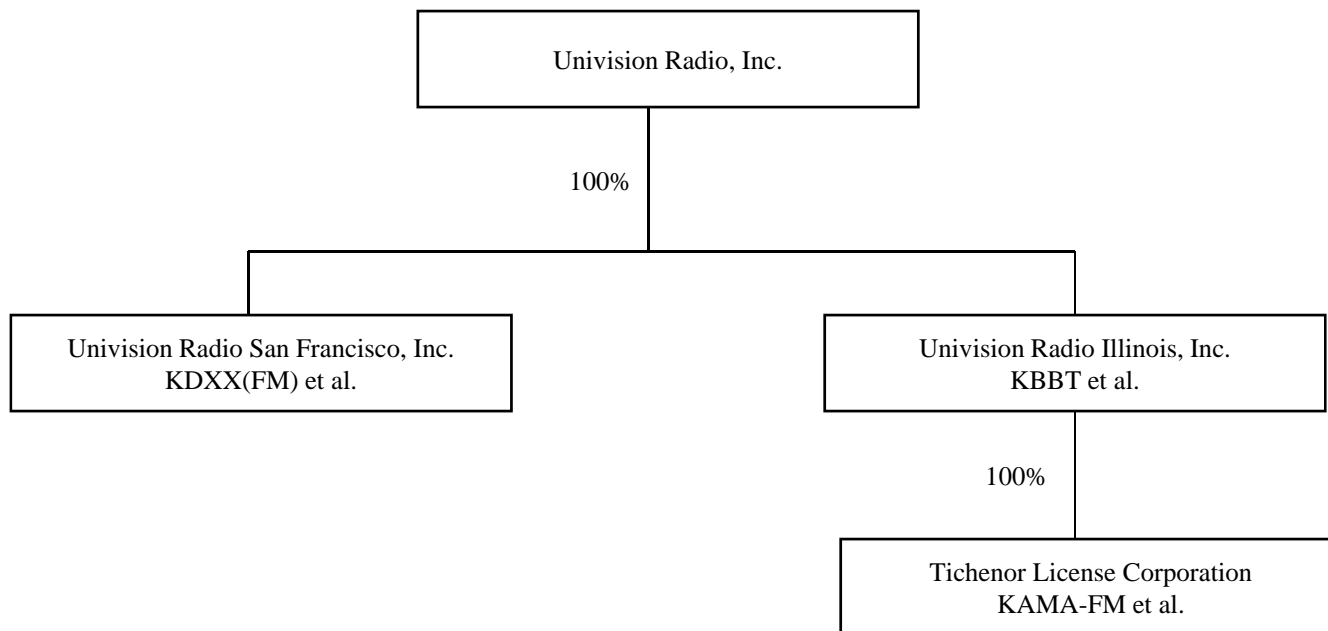 Univision Radio, Inc.
100%
Univision Radio San Francisco, Inc.
KDXX(FM) et al.
Univision Radio Illinois, Inc.
KBBT et al.
100%
Tichenor License Corporation
KAMA-FM et al.